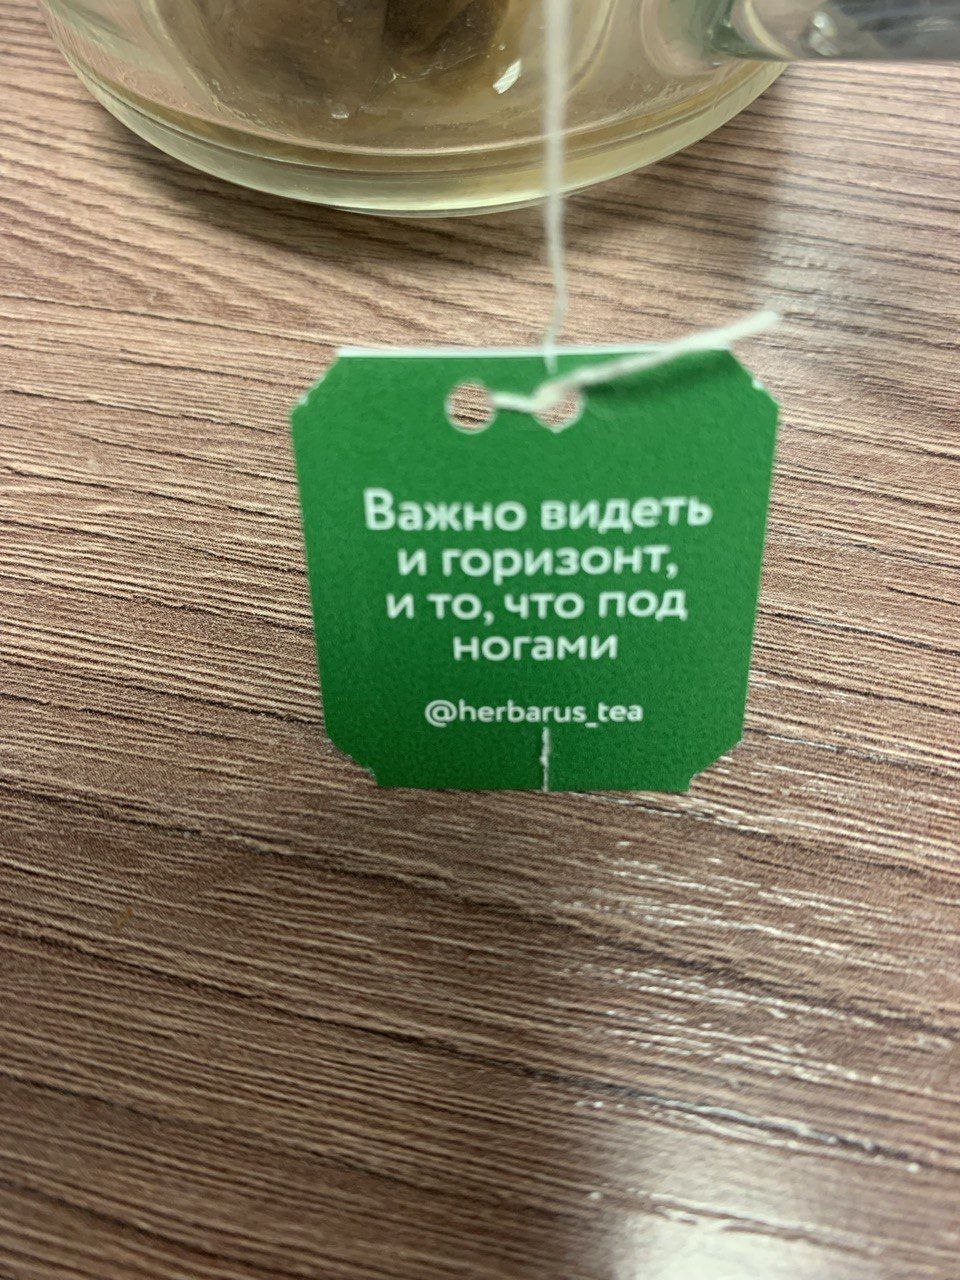 Важно видеть
и горизонт,
и то, что под
ногами
@herbarus_tea